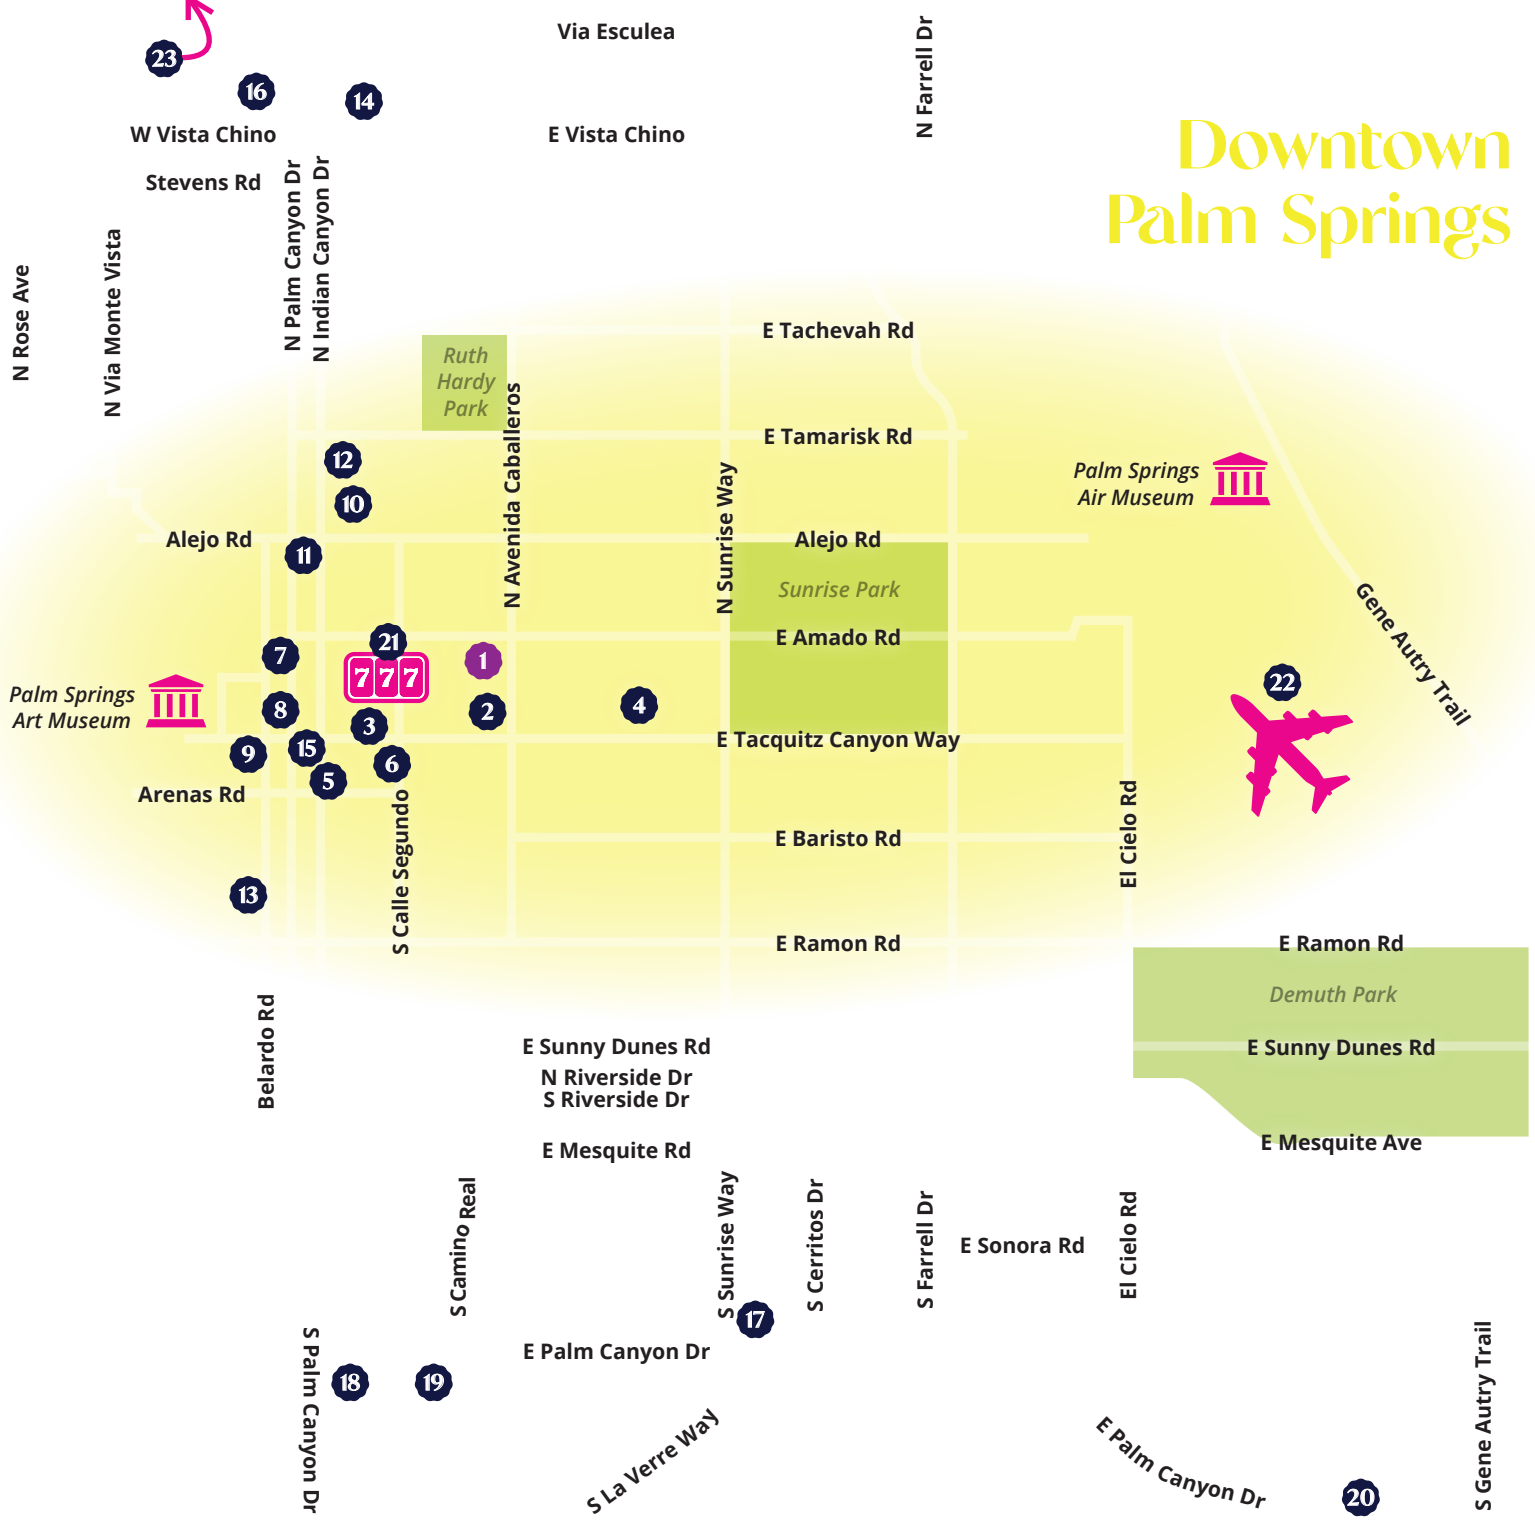 Via Esculea
N Farrell Dr
23
16
14
W Vista Chino
E Vista Chino
Downtown
Palm Springs
Stevens Rd
N Palm Canyon Dr
N Indian Canyon Dr
N Via Monte Vista
N Rose Ave
E Tachevah Rd
Ruth
Hardy
Park
N Avenida Caballeros
E Tamarisk Rd
12
N Sunrise Way
Palm Springs
Air Museum
10
Alejo Rd
11
Alejo Rd
Sunrise Park
Gene Autry Trail
21
E Amado Rd
7
1
777
22
Palm Springs
Art Museum
8
2
4
3
E Tacquitz Canyon Way
9
15
6
5
Arenas Rd
S Calle Segundo
E Baristo Rd
El Cielo Rd
13
E Ramon Rd
E Ramon Rd
Demuth Park
Belardo Rd
E Sunny Dunes Rd
E Sunny Dunes Rd
N Riverside Dr
S Riverside Dr
E Mesquite Ave
E Mesquite Rd
S Camino Real
S Sunrise Way
S Cerritos Dr
S Farrell Dr
E Sonora Rd
El Cielo Rd
17
E Palm Canyon Dr
S Palm Canyon Dr
18
19
S La Verre Way
E Palm Canyon Dr
S Gene Autry Trail
20